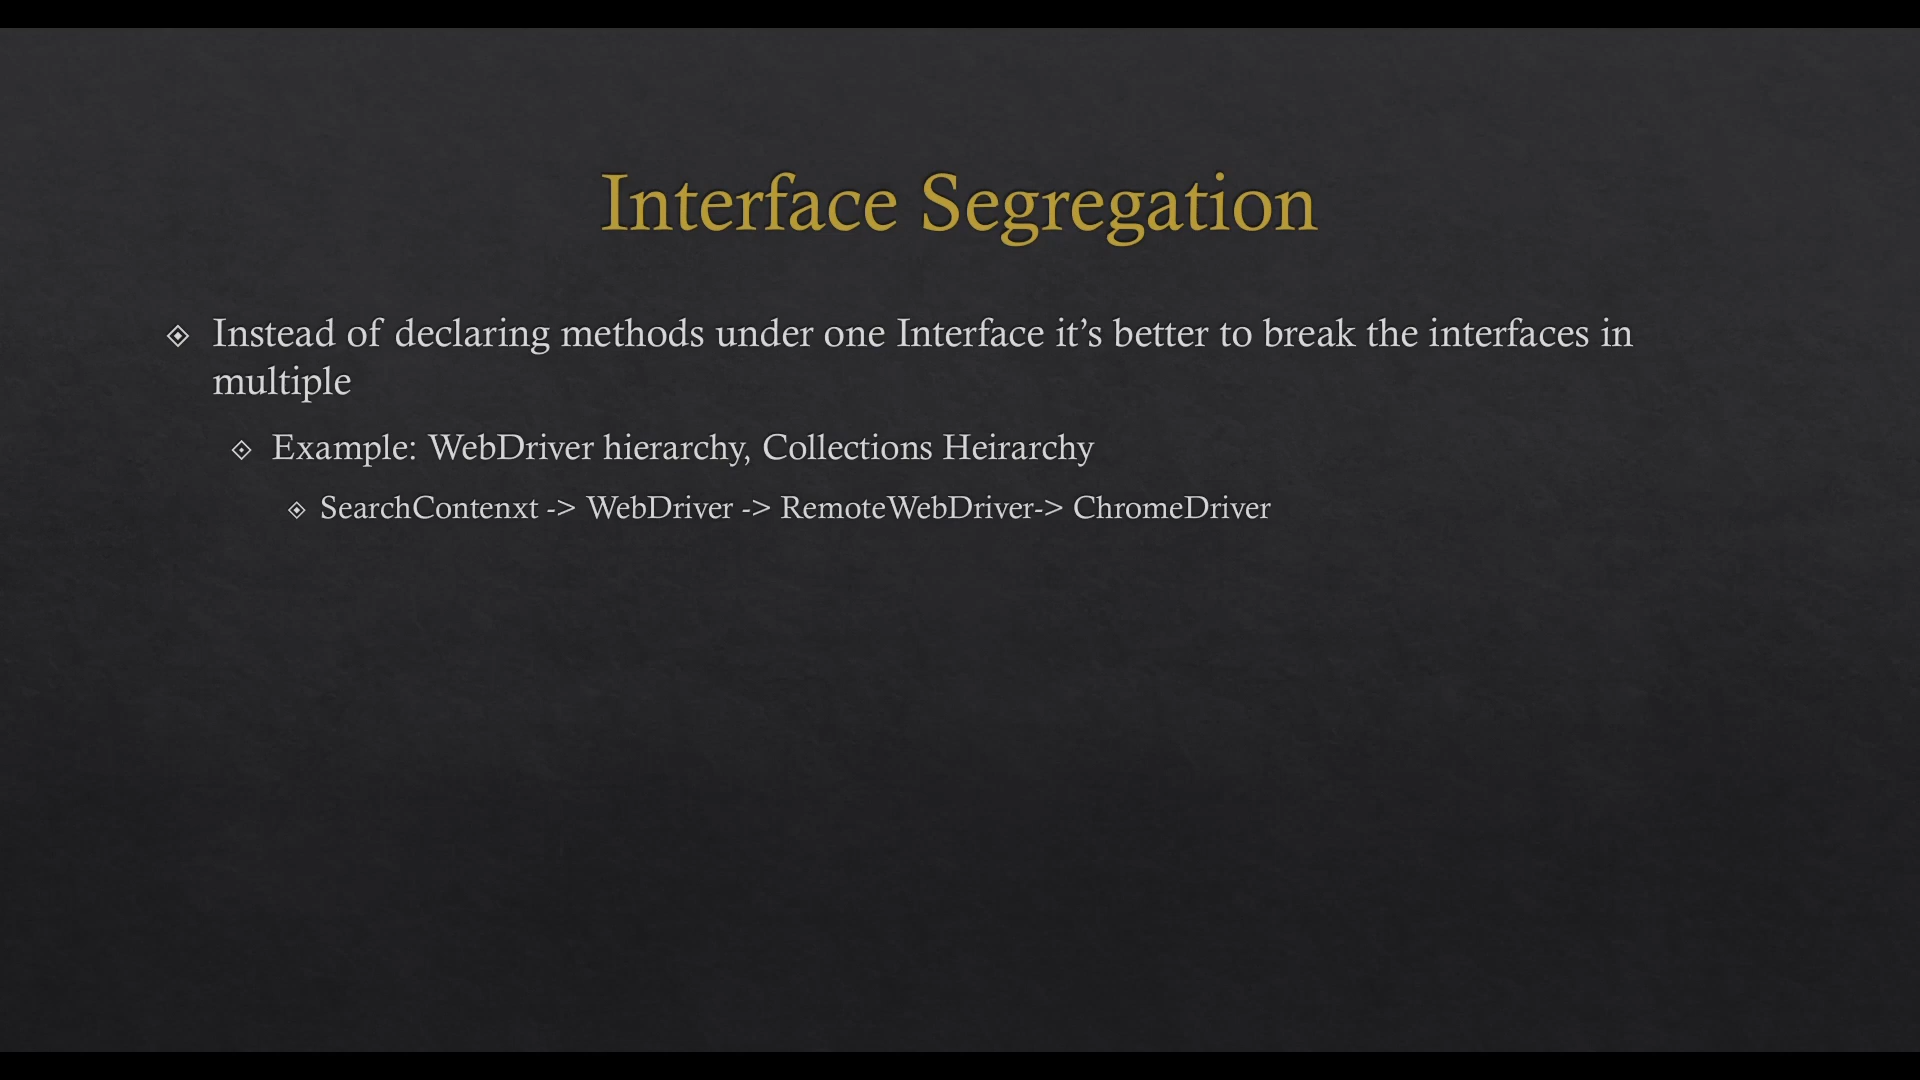 Interface Segregation
Instead of declaring methods under one Interface it’s better to break the interfaces in
multiple
Example: WebDriver hierarchy, Collections Heirarchy
SearchContenxt -> WebDriver -> RemoteWebDriver-> ChromeDriver